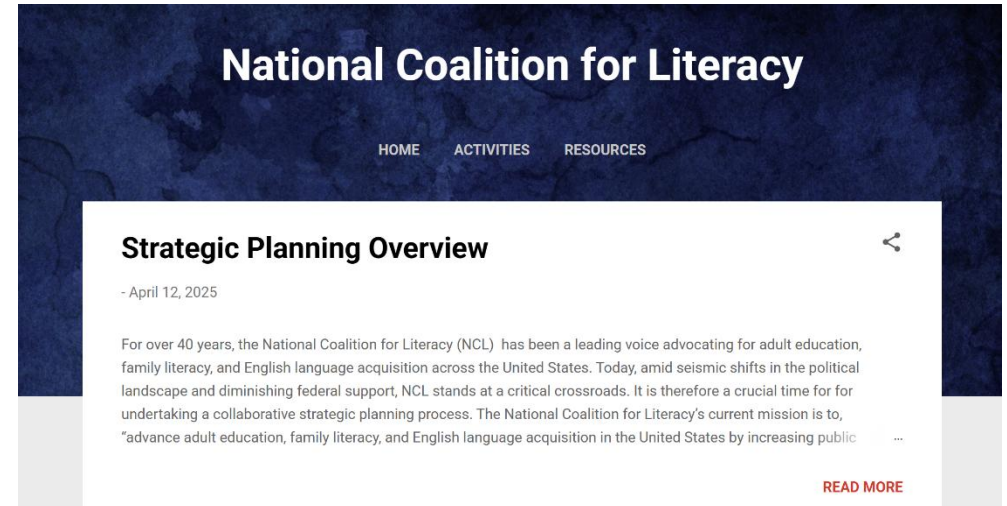 National Coalition for Literacy
HOME ACTIVITIES RESOURCES
Strategic Planning Overview
- April 12, 2025
For over 40 years, the National Coalition for Literacy (NCL) has been a leading voice advocating for adult education,
family literacy, and English language acquisition across the United States. Today, amid seismic shifts in the political
landscape and diminishing federal support, NCL stands at a critical crossroads. It is therefore a crucial time for for
undertaking a collaborative strategic planning process. The National Coalition for Literacy's current mission is to,
"advance adult education, family literacy, and English language acquisition in the United States by increasing public ...
READ MORE